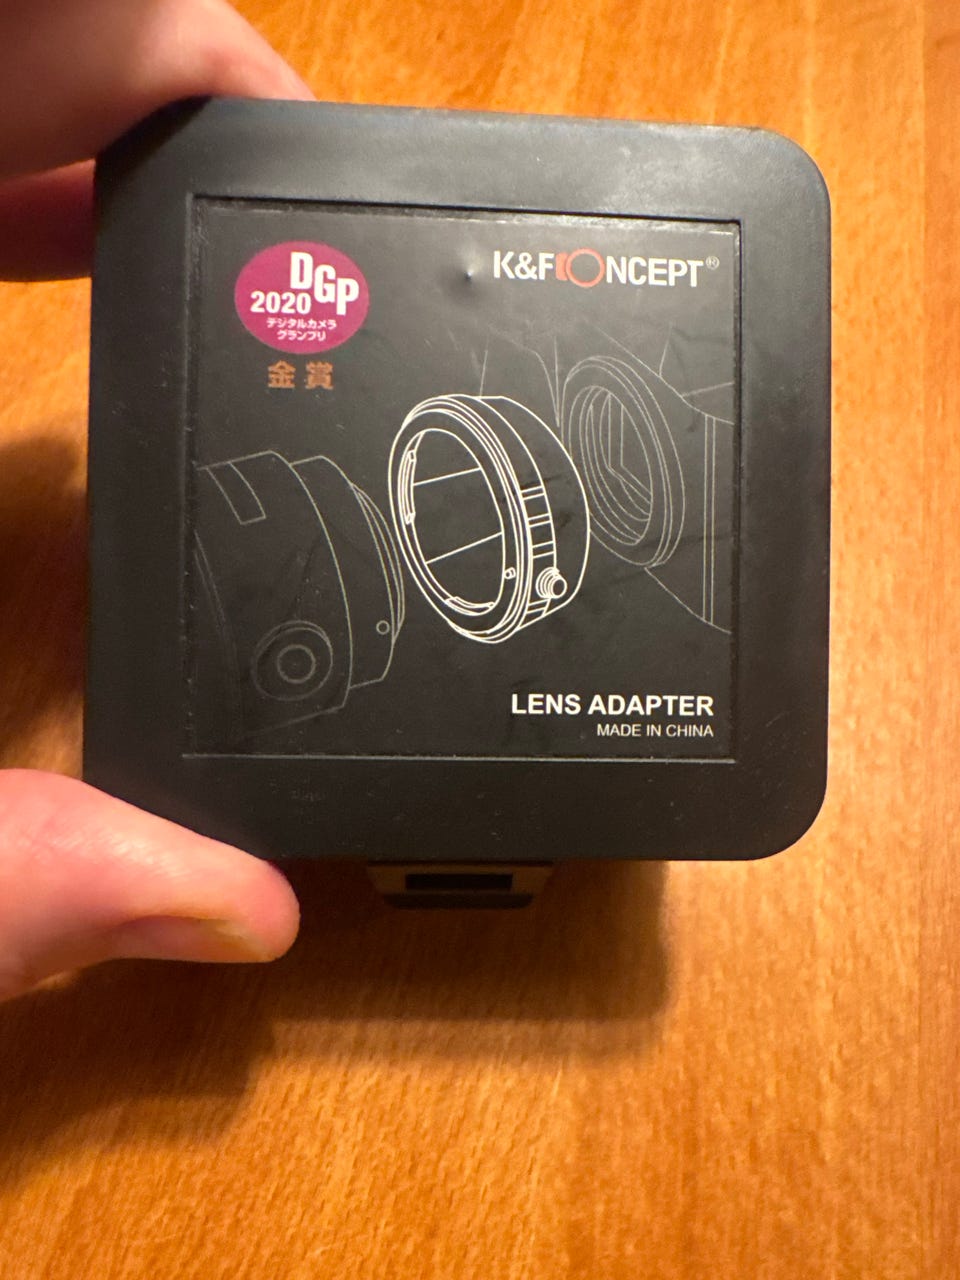 DGP
2020
デジタルカメラ
グランプリ
金賞
K&F CONCEPT®
LENS ADAPTER
MADE IN CHINA